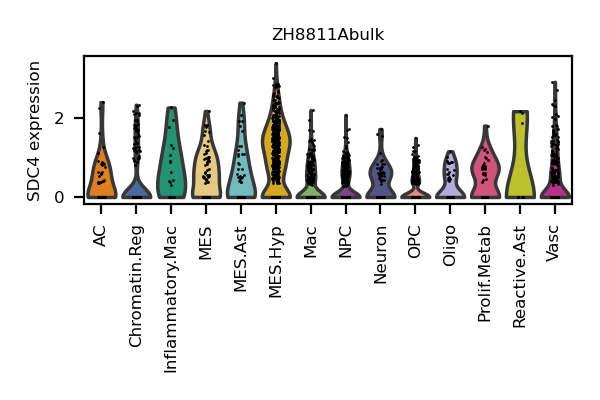 ZH8811Abulk
SDC4 expression
2
0
AC
Chromatin.Reg
Inflammatory.Mac
MES
MES.Ast
MES.Hyp
Mac
NPC
Neuron
OPC
Oligo
Prolif.Metab
Reactive.Ast
Vasc